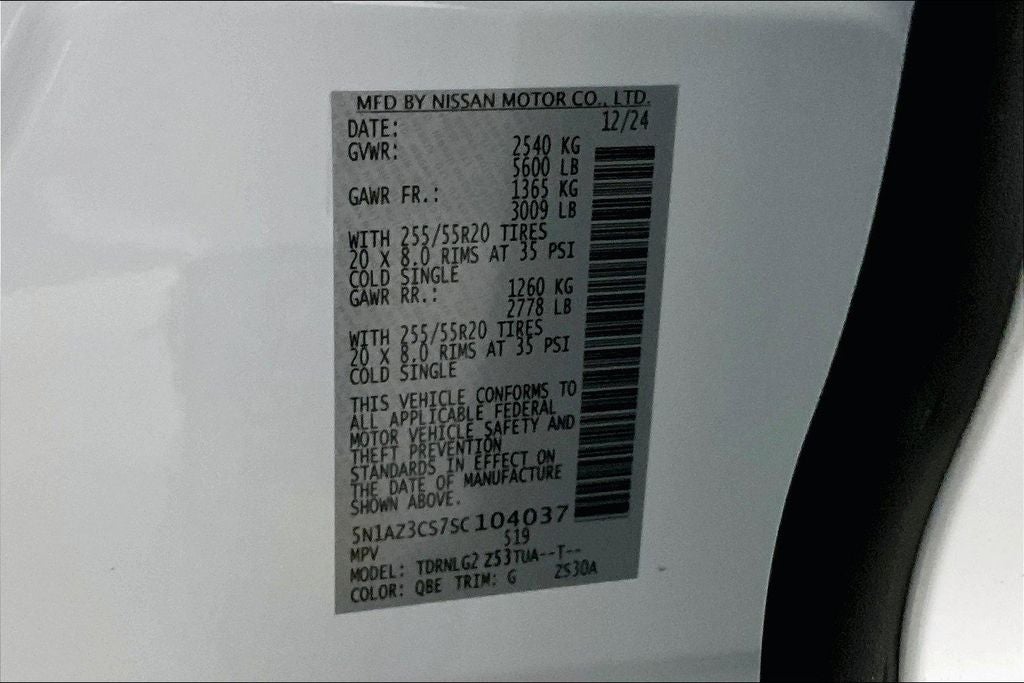 MFD BY NISSAN MOTOR CO., LTD.
DATE: 12/24
GVWR: 2540 KG
5600 LB
GAWR FR.: 1365 KG
3009 LB
WITH 255/55R20 TIRES
20 X 8.0 RIMS AT 35 PSI
COLD SINGLE
GAWR RR.: 1260 KG
2778 LB
WITH 255/55R20 TIRES
20 X 8.0 RIMS AT 35 PSI
COLD SINGLE
THIS VEHICLE CONFORMS TO
ALL APPLICABLE FEDERAL
MOTOR VEHICLE SAFETY AND
THEFT PREVENTION
STANDARDS IN EFFECT ON
THE DATE OF MANUFACTURE
SHOWN ABOVE.
5N1AZ3CS7SC104037
MPV 519
MODEL: TDRNLG2 Z53TUA--T--
COLOR: QBE TRIM: G ZS30A